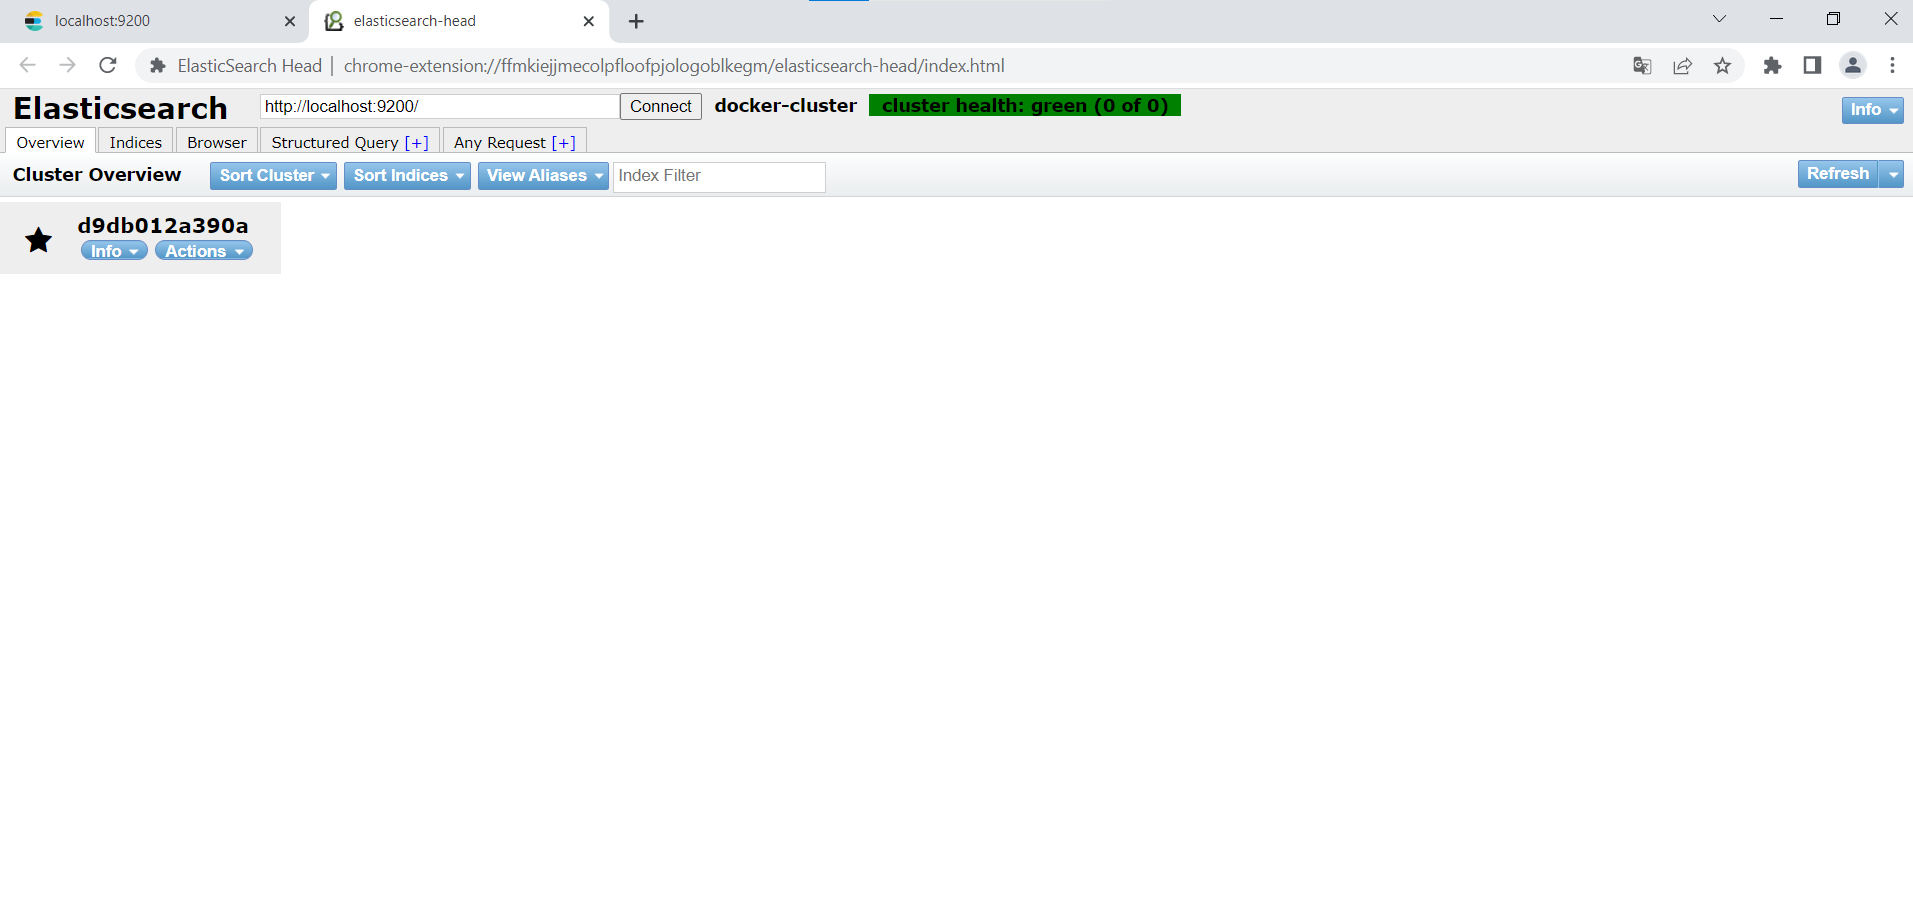 localhost:9200
elasticsearch-head
ElasticSearch Head | chrome-extension://ffmkiejjmecolpfloofpjologoblkegm/elasticsearch-head/index.html
Elasticsearch http://localhost:9200/ Connect docker-cluster cluster health: green (0 of 0) Info
Overview Indices Browser Structured Query [+] Any Request [+]
Cluster Overview Sort Cluster Sort Indices View Aliases Index Filter Refresh
d9db012a390a
Info Actions